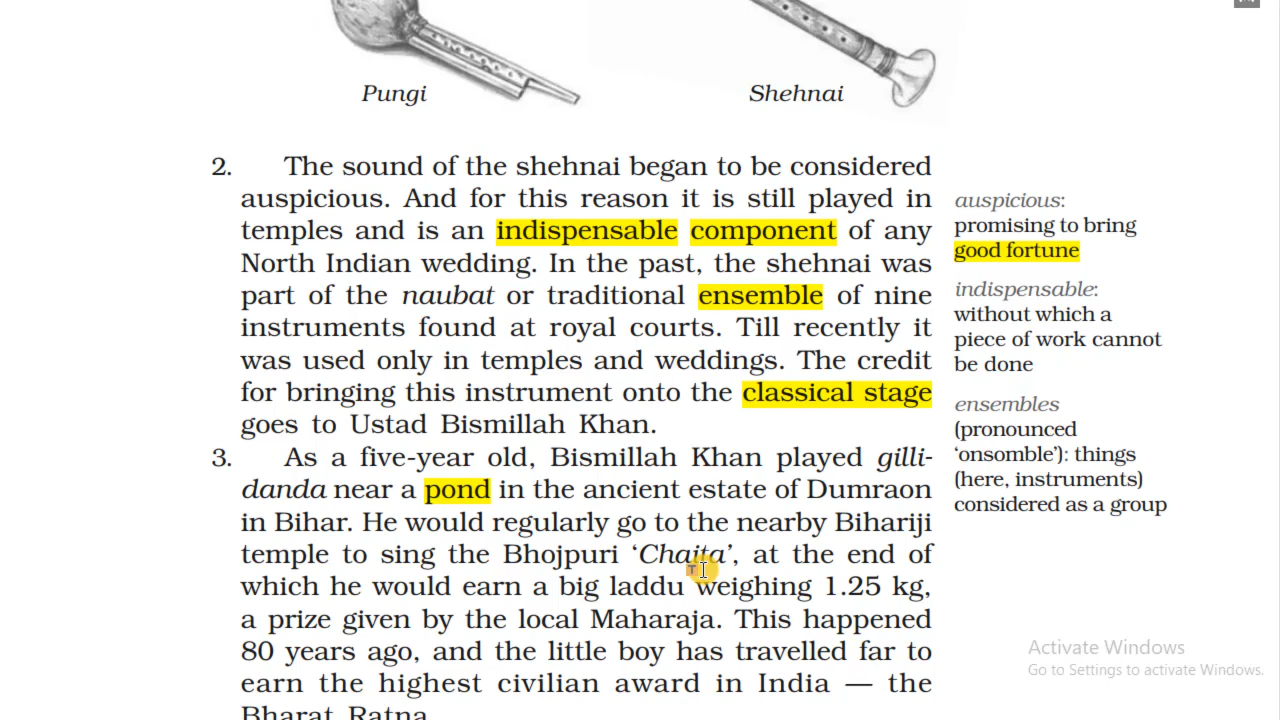 Pungi
Shehnai
2. The sound of the shehnai began to be considered
auspicious. And for this reason it is still played in
temples and is an indispensable component of any
North Indian wedding. In the past, the shehnai was
part of the naubat or traditional ensemble of nine
instruments found at royal courts. Till recently it
was used only in temples and weddings. The credit
for bringing this instrument onto the classical stage
goes to Ustad Bismillah Khan.
3. As a five-year old, Bismillah Khan played gilli-
danda near a pond in the ancient estate of Dumraon
in Bihar. He would regularly go to the nearby Bihariji
temple to sing the Bhojpuri ‘Chaita’, at the end of
which he would earn a big laddu weighing 1.25 kg,
a prize given by the local Maharaja. This happened
80 years ago, and the little boy has travelled far to
earn the highest civilian award in India — the
Bharat Ratna
auspicious:
promising to bring
good fortune
indispensable:
without which a
piece of work cannot
be done
ensembles
(pronounced
‘onsomble’): things
(here, instruments)
considered as a group
Activate Windows
Go to Settings to activate Windows.